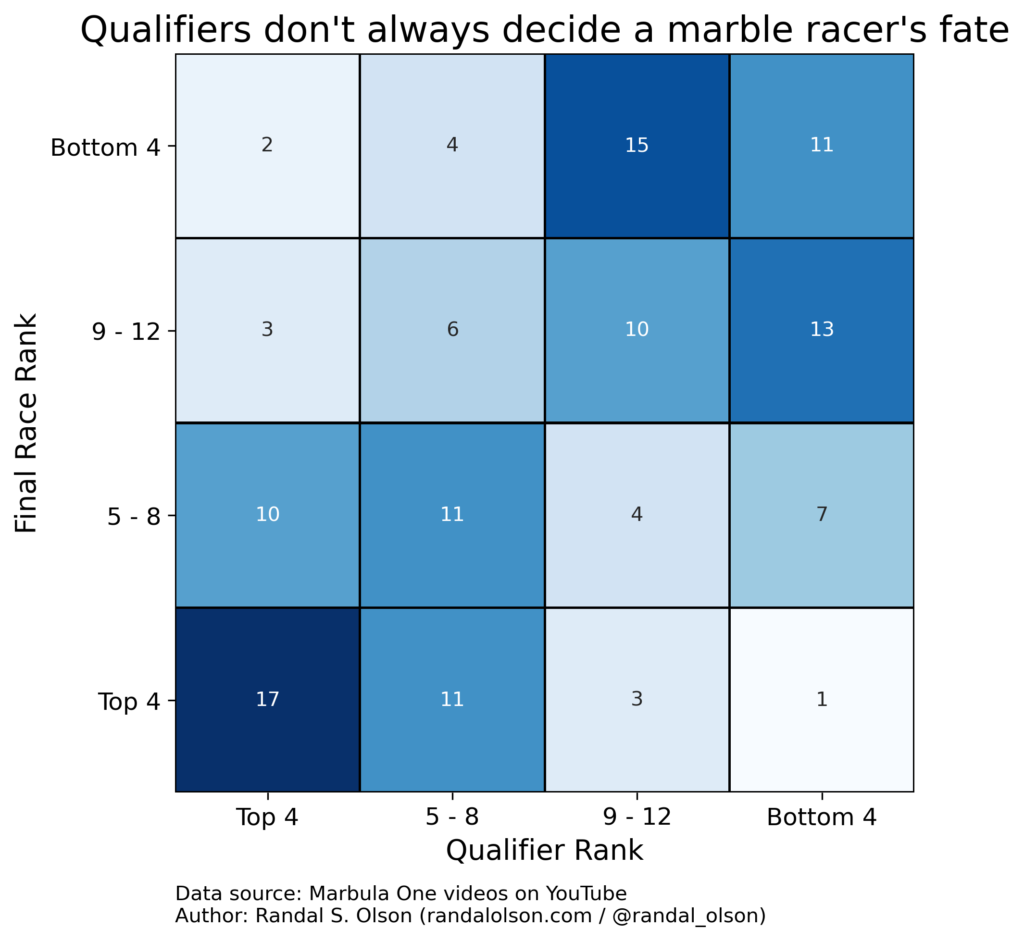 Qualifiers don't always decide a marble racer's fate
Bottom 4
2 4 15 11
9 - 12
3 6 10 13
5 - 8
10 11 4 7
Top 4
17 11 3 1
Final Race Rank
Top 4 5 - 8 9 - 12 Bottom 4
Qualifier Rank
Data source: Marbula One videos on YouTube
Author: Randal S. Olson (randalolson.com / @randal_olson)